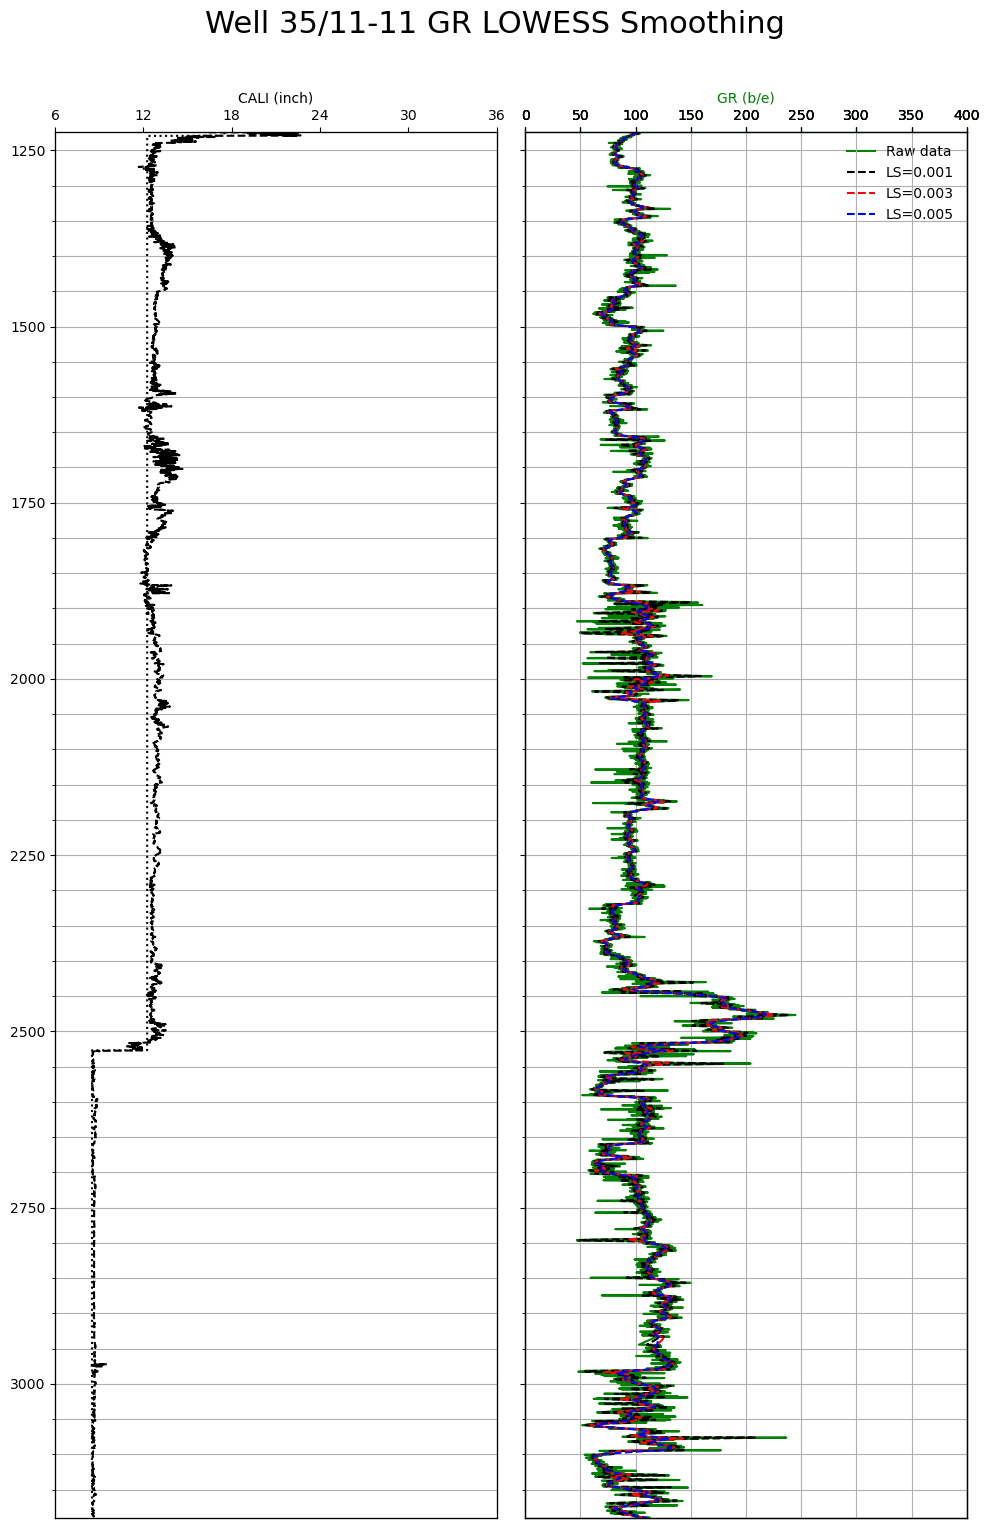 Well 35/11-11 GR LOWESS Smoothing
CALI (inch)
GR (b/e)
6 12 18 24 30 36
0 50 100 150 200 250 300 350 400
Raw data
LS=0.001
LS=0.003
LS=0.005
1250
1500
1750
2000
2250
2500
2750
3000